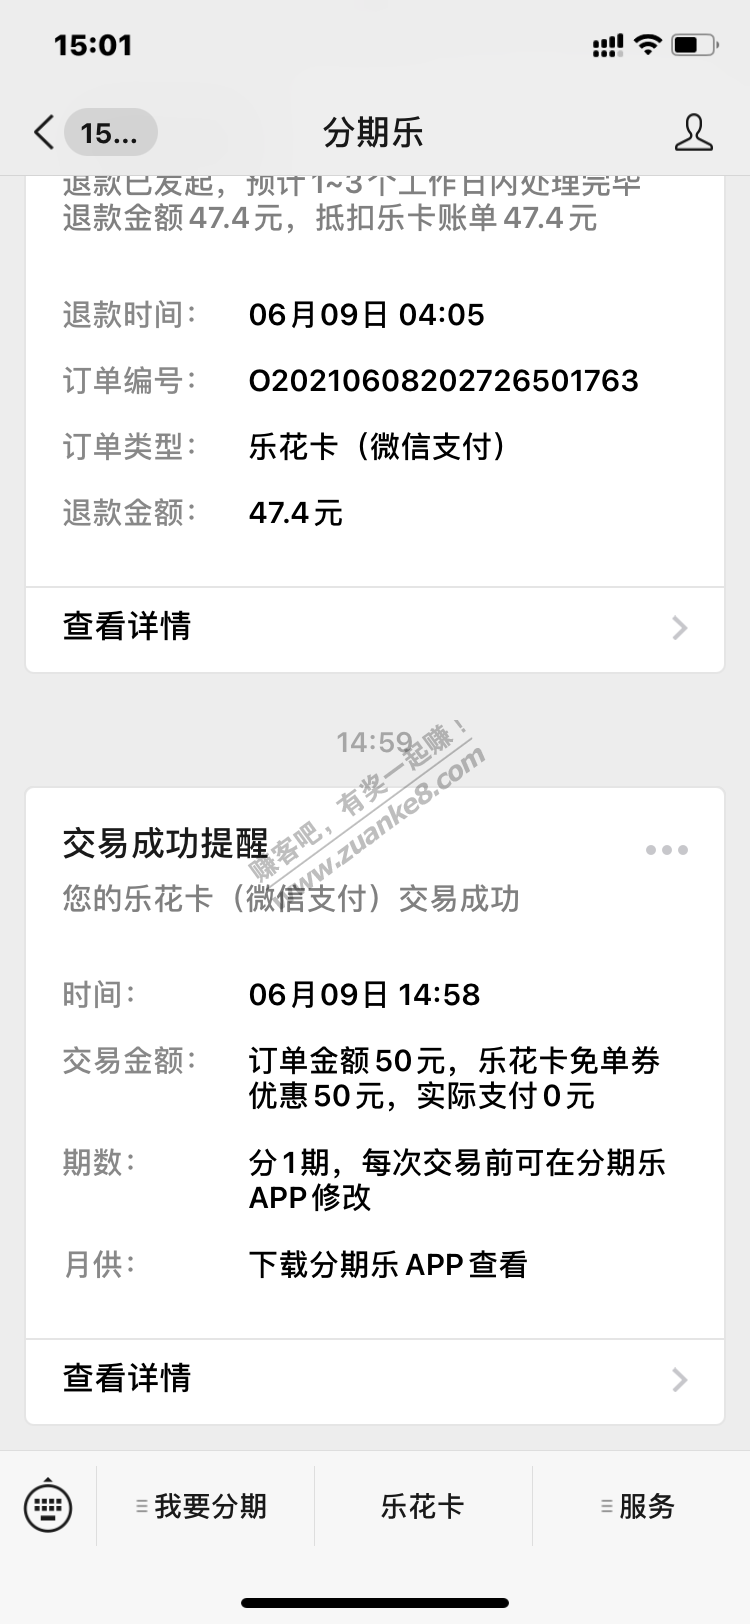 15:01
15...
分期乐
退款已发起，预计1~3个工作日内处理完毕
退款金额47.4元，抵扣乐卡账单47.4元
退款时间：
06月09日 04:05
订单编号：
O20210608202726501763
订单类型：
乐花卡（微信支付）
退款金额：
47.4元
查看详情
14:59
赚客吧，有奖一起赚！
www.zuanke8.com
交易成功提醒
您的乐花卡（微信支付）交易成功
时间：
06月09日 14:58
交易金额：
订单金额50元，乐花卡免单券
优惠50元，实际支付0元
期数：
分1期，每次交易前可在分期乐
APP修改
月供：
下载分期乐APP查看
查看详情
我要分期
乐花卡
服务